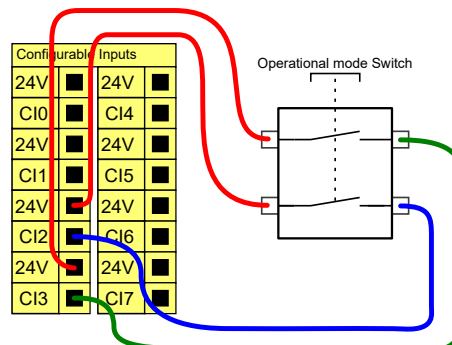 Configurable Inputs
Operational mode Switch
24V 24V
CI0 CI4
24V 24V
CI1 CI5
24V 24V
CI2 CI6
24V 24V
CI3 CI7